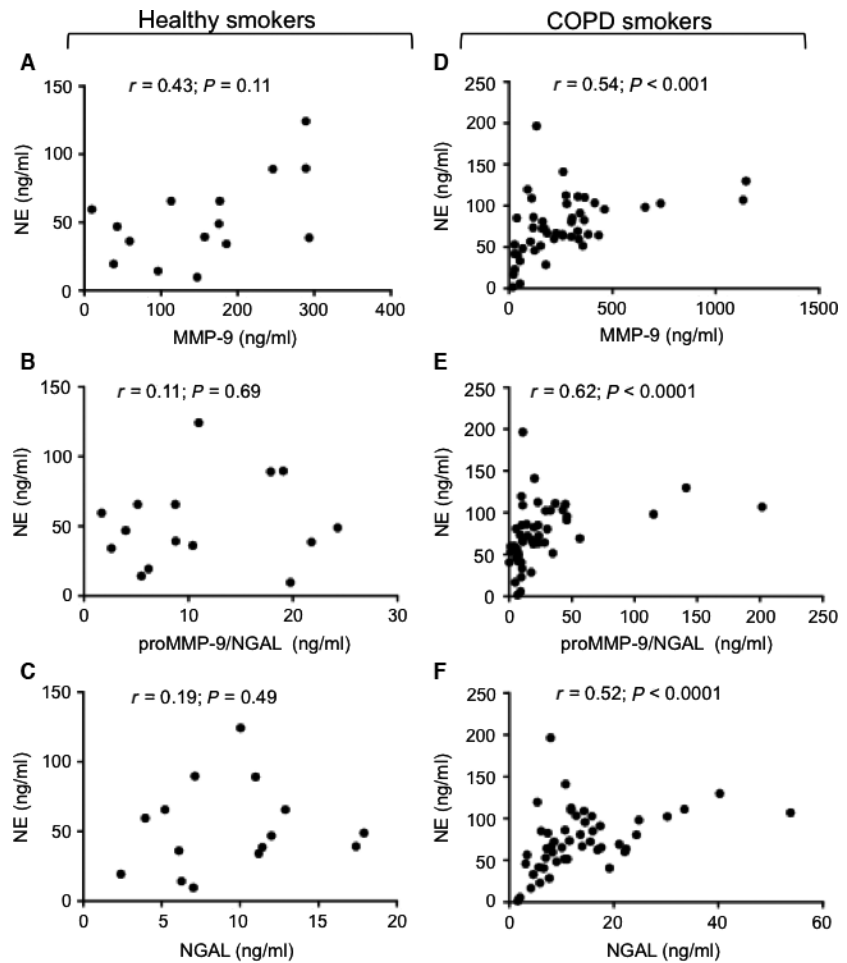 Healthy smokers
COPD smokers
A
r = 0.43; P = 0.11
150
100
50
0
NE (ng/ml)
0 100 200 300 400
MMP-9 (ng/ml)
D
r = 0.54; P < 0.001
250
200
150
100
50
0
NE (ng/ml)
0 500 1000 1500
MMP-9 (ng/ml)
B
r = 0.11; P = 0.69
150
100
50
0
NE (ng/ml)
0 10 20 30
proMMP-9/NGAL (ng/ml)
E
r = 0.62; P < 0.0001
250
200
150
100
50
0
NE (ng/ml)
0 50 100 150 200 250
proMMP-9/NGAL (ng/ml)
C
r = 0.19; P = 0.49
150
100
50
0
NE (ng/ml)
0 5 10 15 20
NGAL (ng/ml)
F
r = 0.52; P < 0.0001
250
200
150
100
50
0
NE (ng/ml)
0 20 40 60
NGAL (ng/ml)